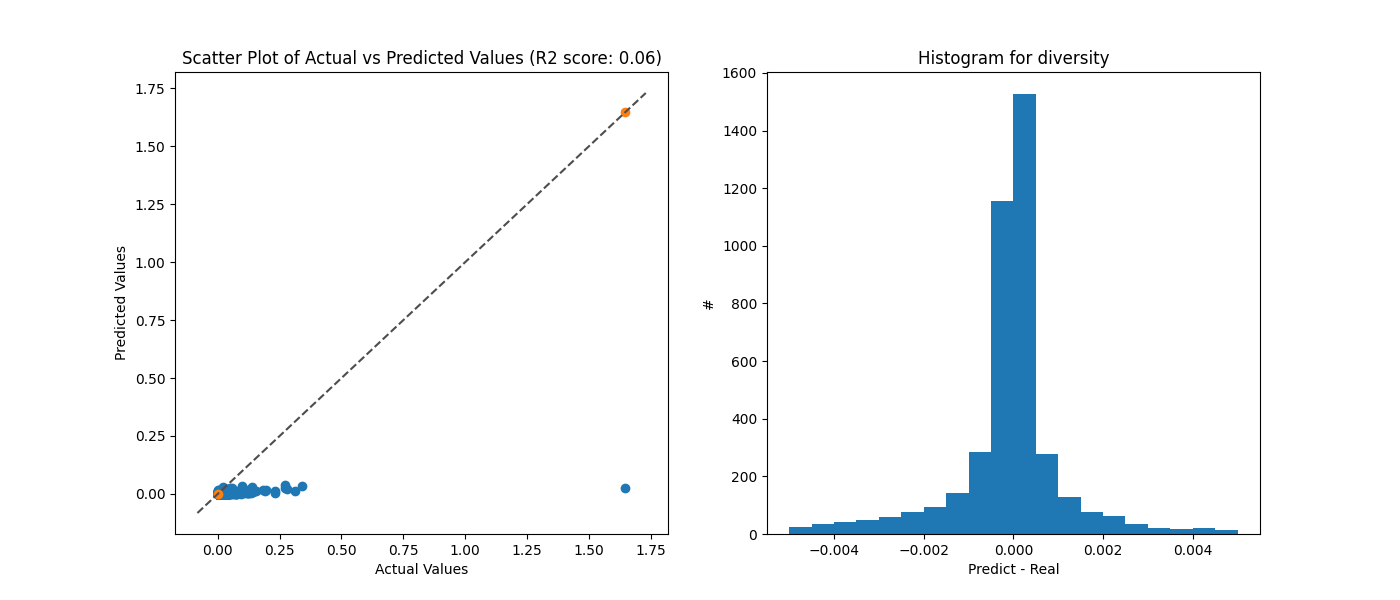 Scatter Plot of Actual vs Predicted Values (R2 score: 0.06)
1.75
1.50
1.25
1.00
0.75
0.50
0.25
0.00
Predicted Values
0.00 0.25 0.50 0.75 1.00 1.25 1.50 1.75
Actual Values
Histogram for diversity
1600
1400
1200
1000
800
600
400
200
0
#
−0.004 −0.002 0.000 0.002 0.004
Predict - Real